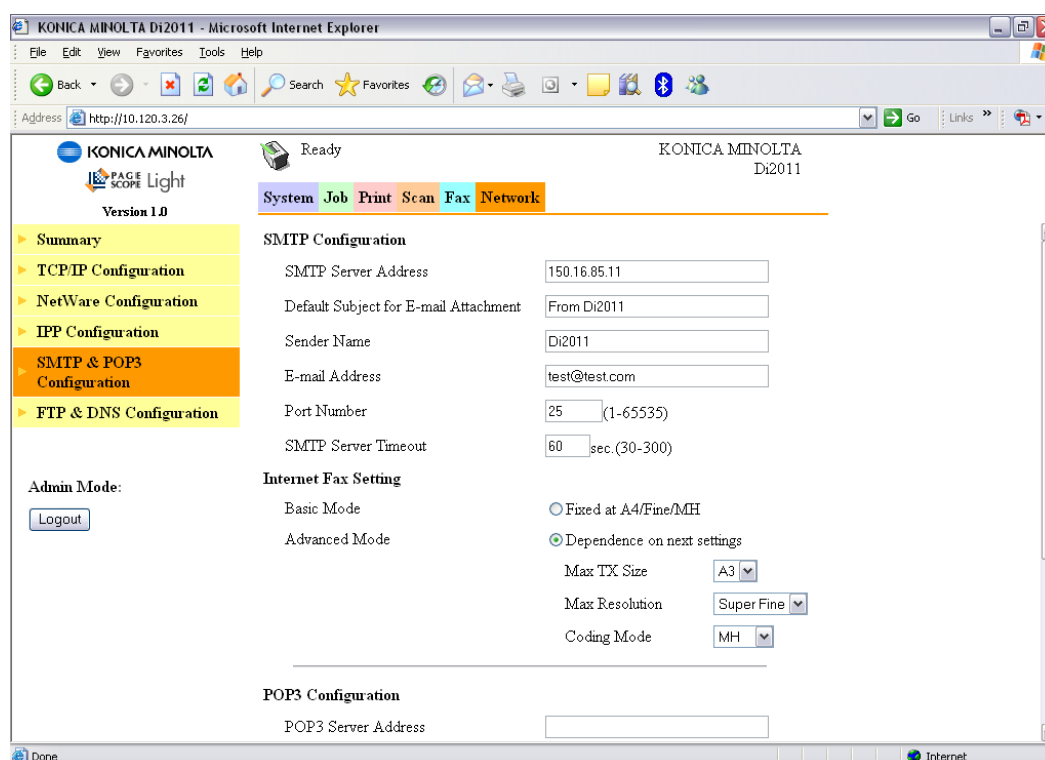 KONICA MINOLTA Di2011 - Microsoft Internet Explorer
File Edit View Favorites Tools Help
Back Search Favorites
Address http://10.120.3.26/ Go Links »
KONICA MINOLTA
PAGE SCOPE Light
Version 1.0
Ready
KONICA MINOLTA
Di2011
System Job Print Scan Fax Network
Summary
TCP/IP Configuration
NetWare Configuration
IPP Configuration
SMTP & POP3
Configuration
FTP & DNS Configuration
Admin Mode:
Logout
SMTP Configuration
SMTP Server Address 150.16.85.11
Default Subject for E-mail Attachment From Di2011
Sender Name Di2011
E-mail Address test@test.com
Port Number 25 (1-65535)
SMTP Server Timeout 60 sec.(30-300)
Internet Fax Setting
Basic Mode Fixed at A4/Fine/MH
Advanced Mode Dependence on next settings
Max TX Size A3
Max Resolution Super Fine
Coding Mode MH
POP3 Configuration
POP3 Server Address
Done Internet